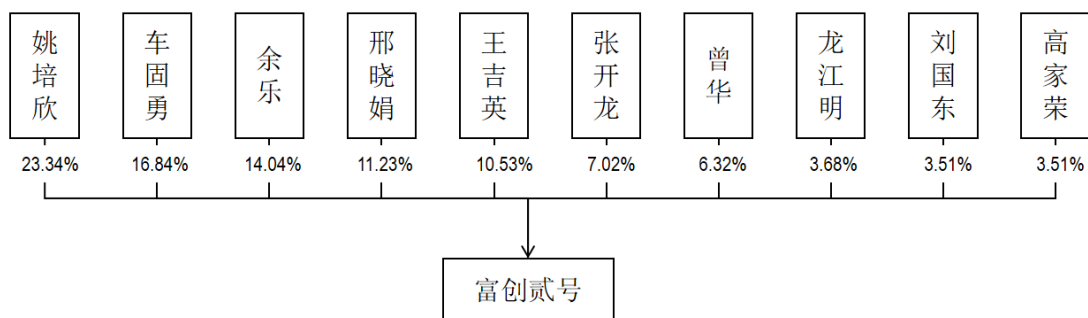 姚培欣
车固勇
余乐
邢晓娟
王吉英
张开龙
曾华
龙江明
刘国东
高家荣
23.34%
16.84%
14.04%
11.23%
10.53%
7.02%
6.32%
3.68%
3.51%
3.51%
富创贰号